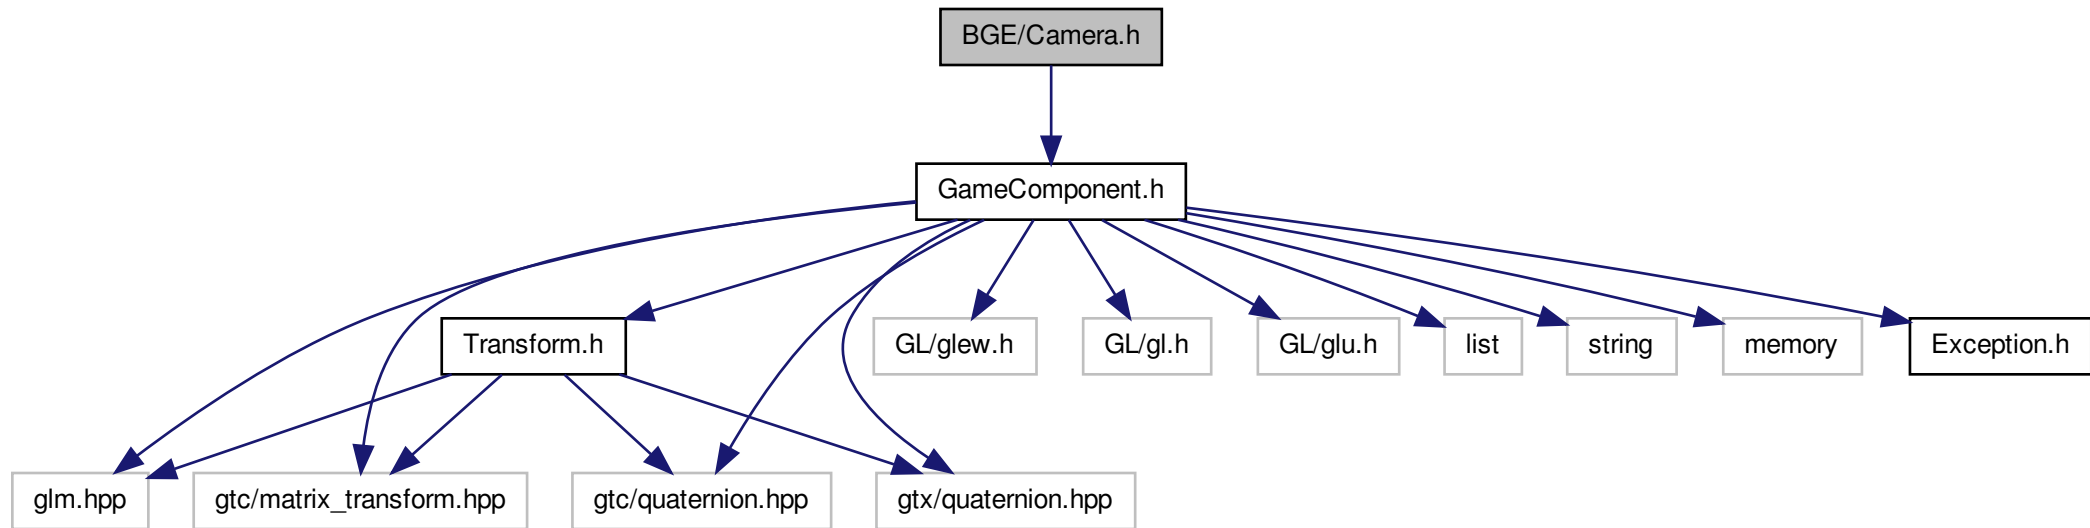 BGE/Camera.h
GameComponent.h
Transform.h
GL/glew.h
GL/gl.h
GL/glu.h
list
string
memory
Exception.h
glm.hpp
gtc/matrix_transform.hpp
gtc/quaternion.hpp
gtx/quaternion.hpp